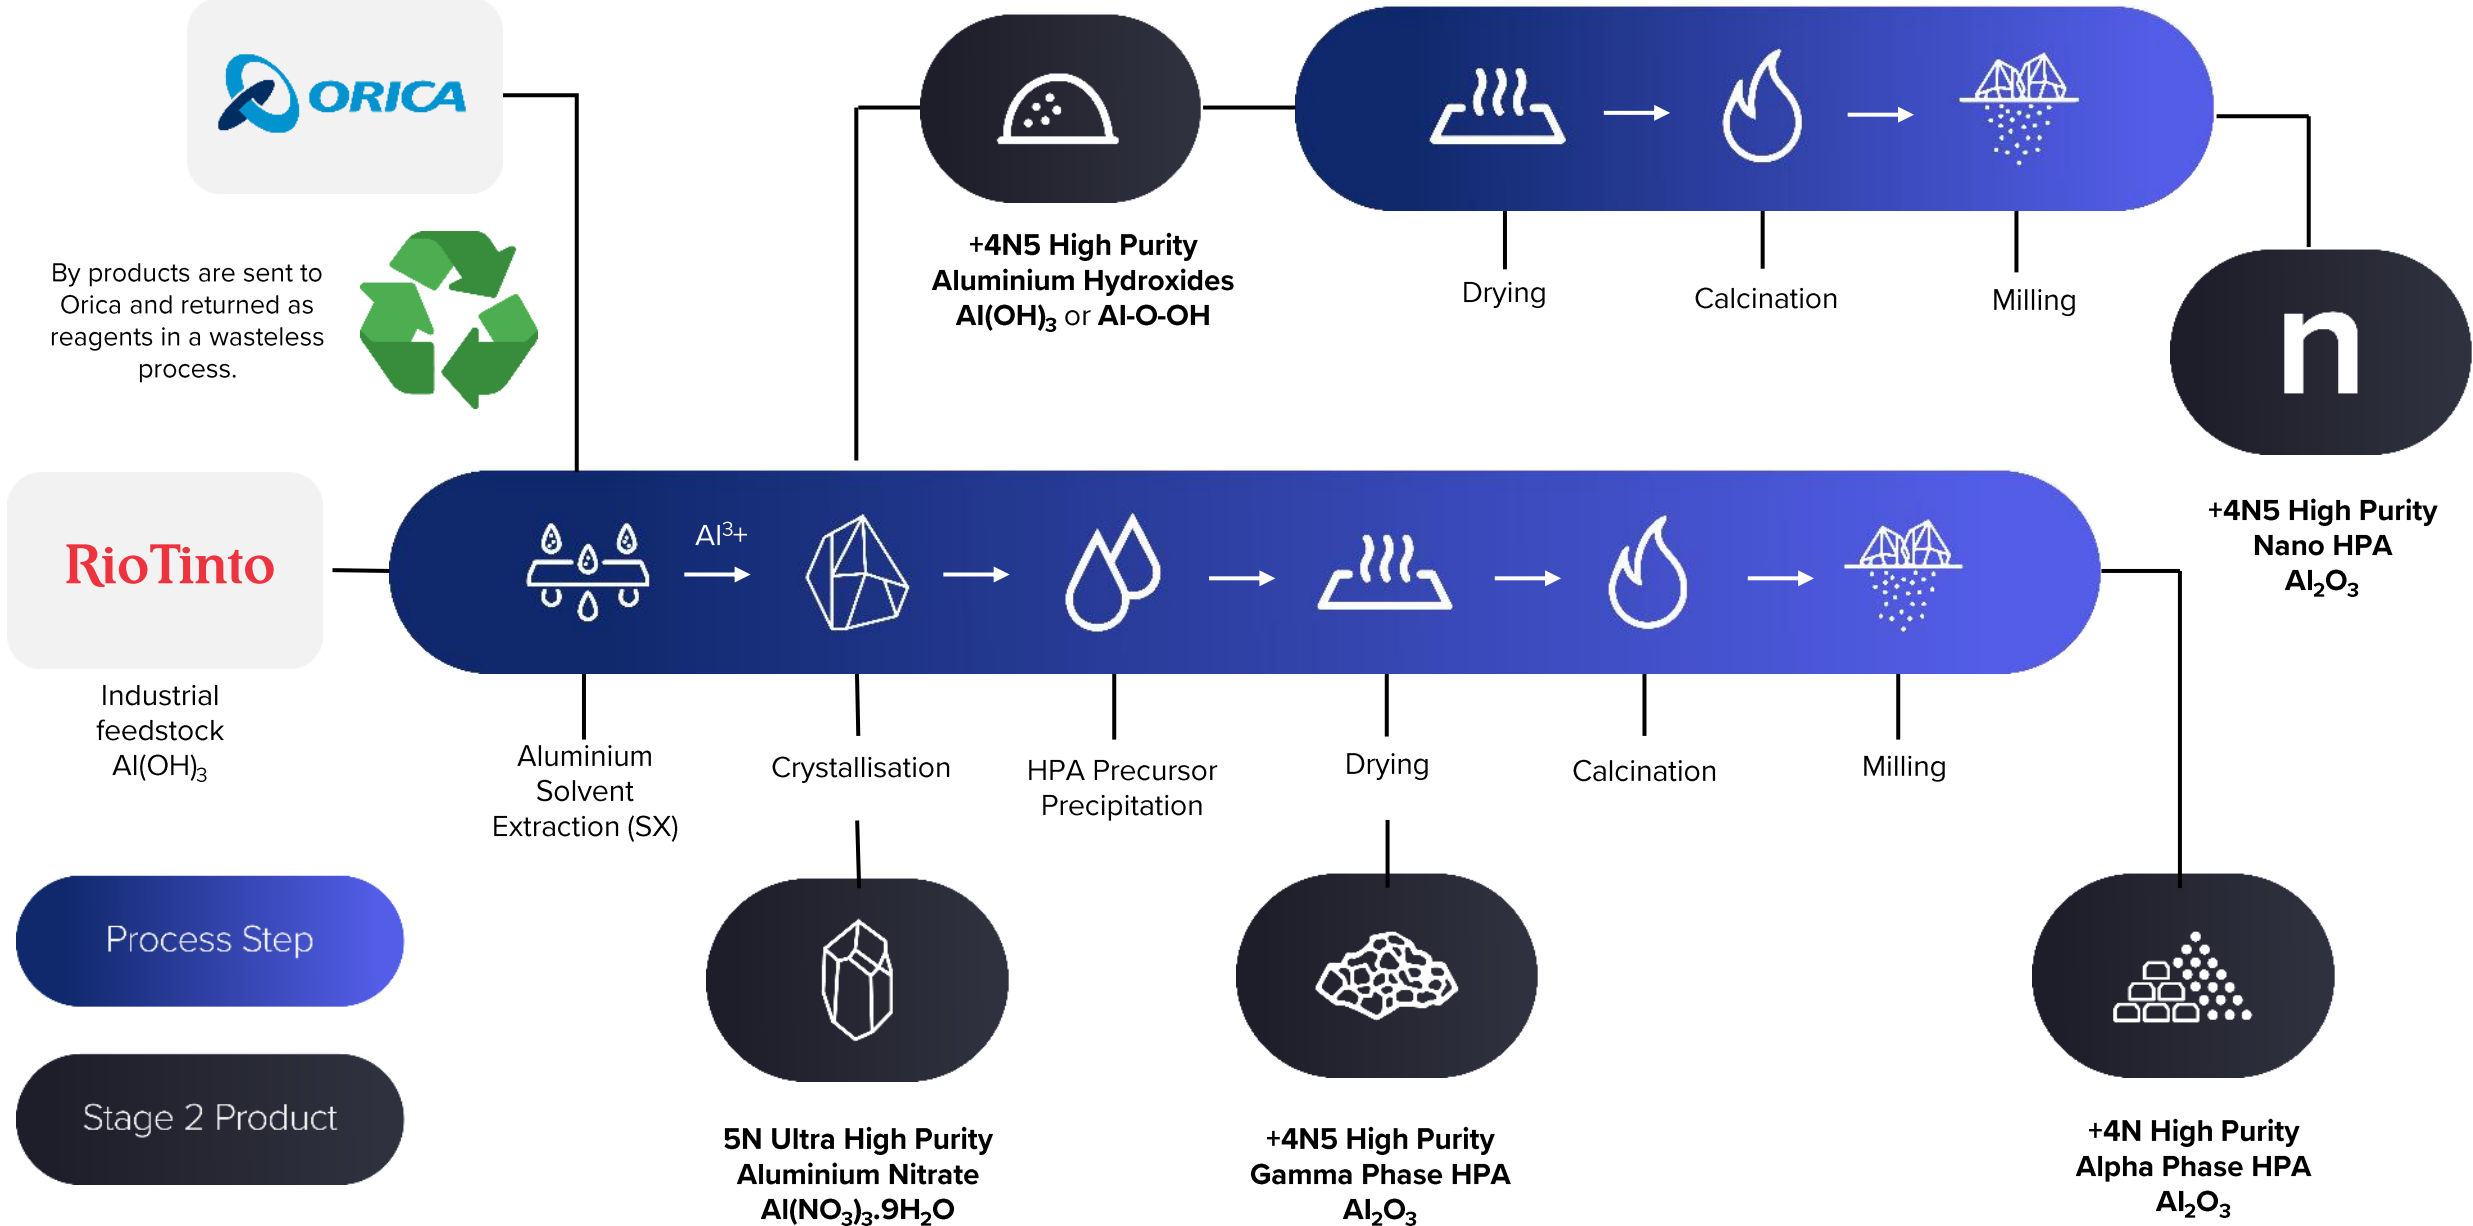 ORICA
By products are sent to
Orica and returned as
reagents in a wasteless
process.
+4N5 High Purity
Aluminium Hydroxides
Al(OH)₃ or Al-O-OH
Drying
Calcination
Milling
n
+4N5 High Purity
Nano HPA
Al₂O₃
RioTinto
Industrial
feedstock
Al(OH)₃
Al³+
Aluminium
Solvent
Extraction (SX)
Crystallisation
HPA Precursor
Precipitation
Drying
Calcination
Milling
Process Step
Stage 2 Product
5N Ultra High Purity
Aluminium Nitrate
Al(NO₃)₃.9H₂O
+4N5 High Purity
Gamma Phase HPA
Al₂O₃
+4N High Purity
Alpha Phase HPA
Al₂O₃